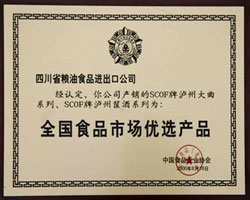 四川省粮油食品进出口公司
经认定，你公司产销的SCOF牌泸州大曲
系列、SCOF牌泸州窖酒系列为：
全国食品市场优选产品
中国食品工业协会